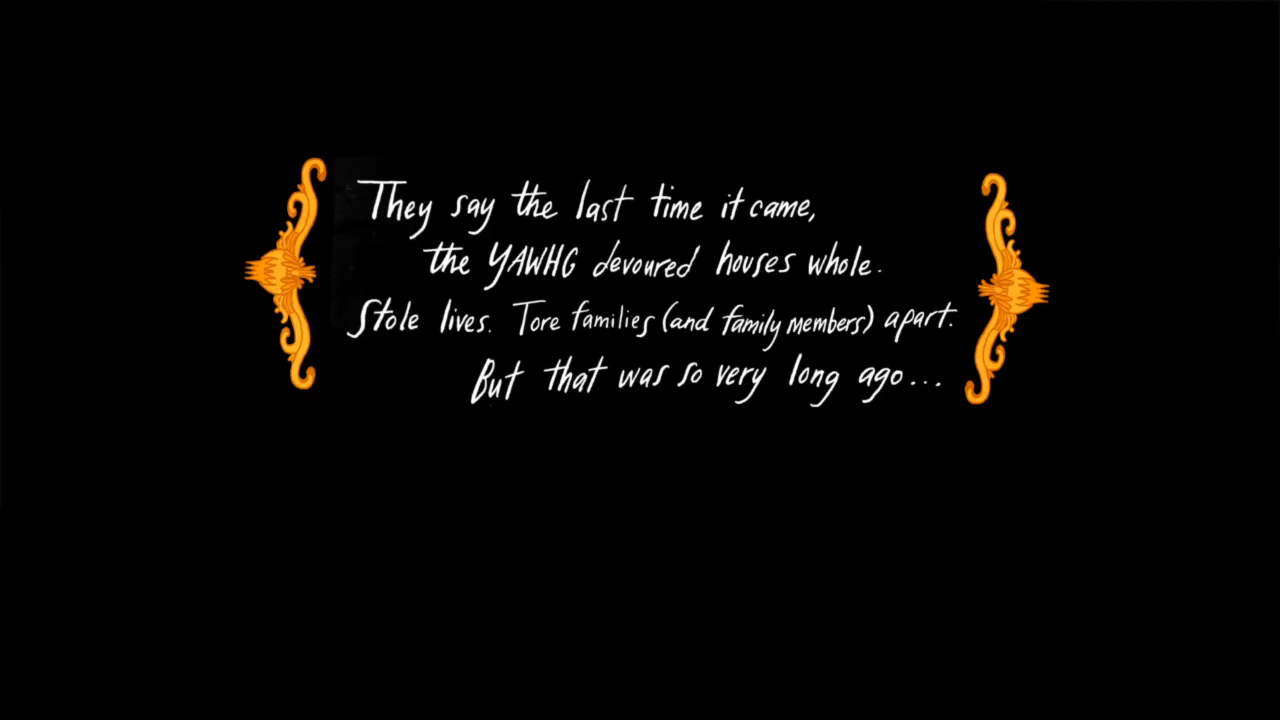 They say the last time it came,
the YAWHG devoured houses whole.
Stole lives. Tore families (and family members) apart.
But that was so very long ago...